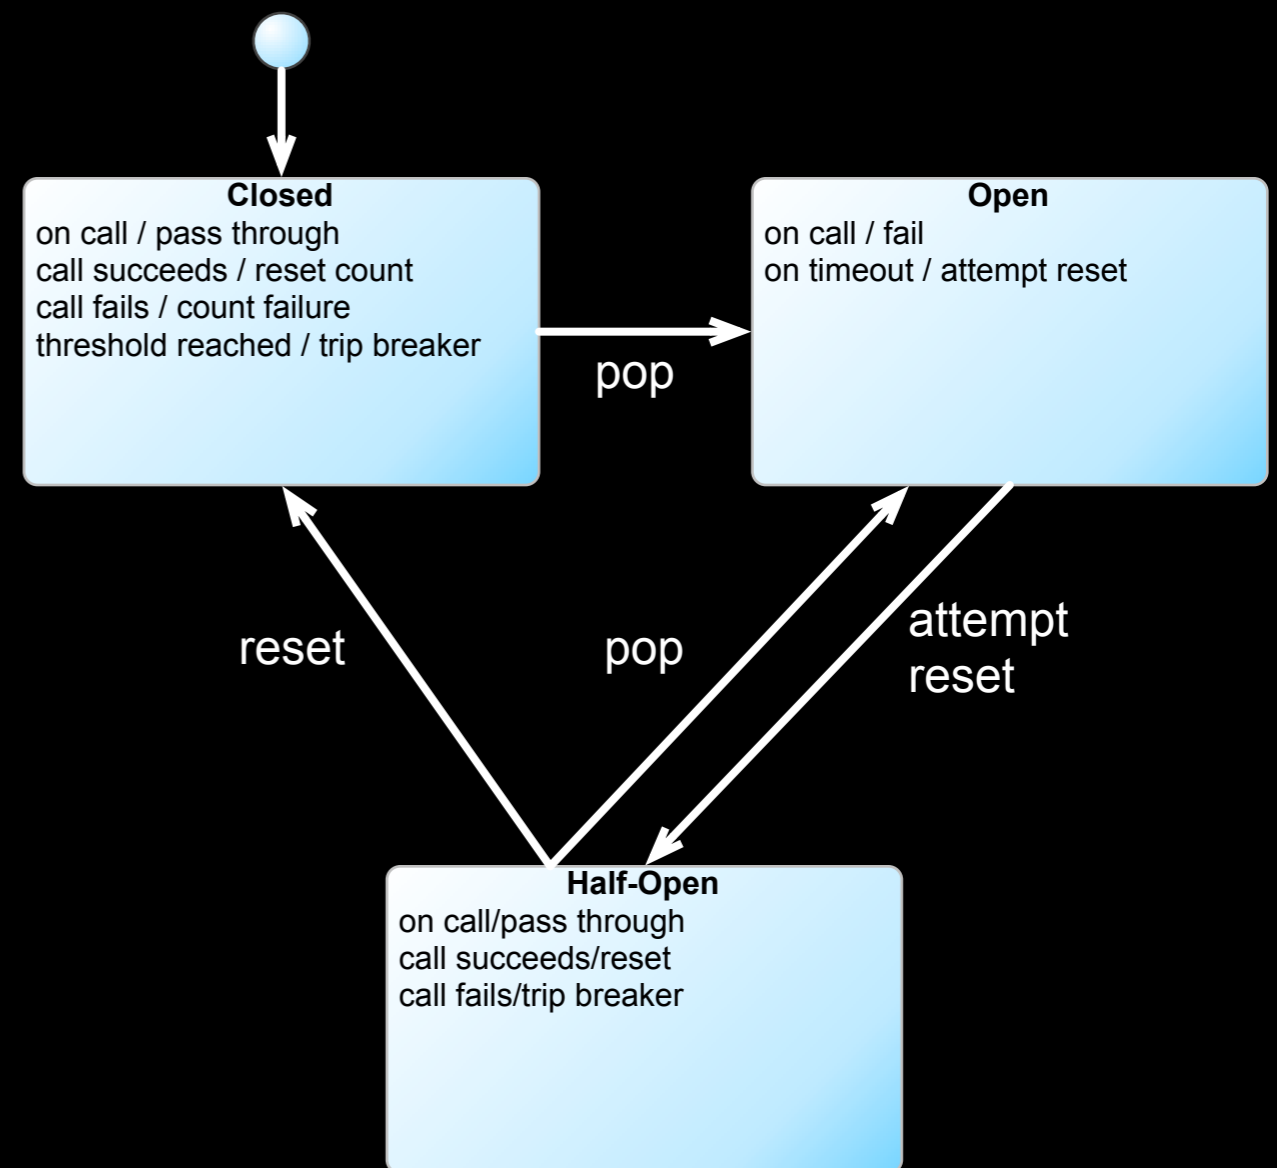 Closed
on call / pass through
call succeeds / reset count
call fails / count failure
threshold reached / trip breaker
Open
on call / fail
on timeout / attempt reset
pop
reset
pop
attempt
reset
Half-Open
on call/pass through
call succeeds/reset
call fails/trip breaker